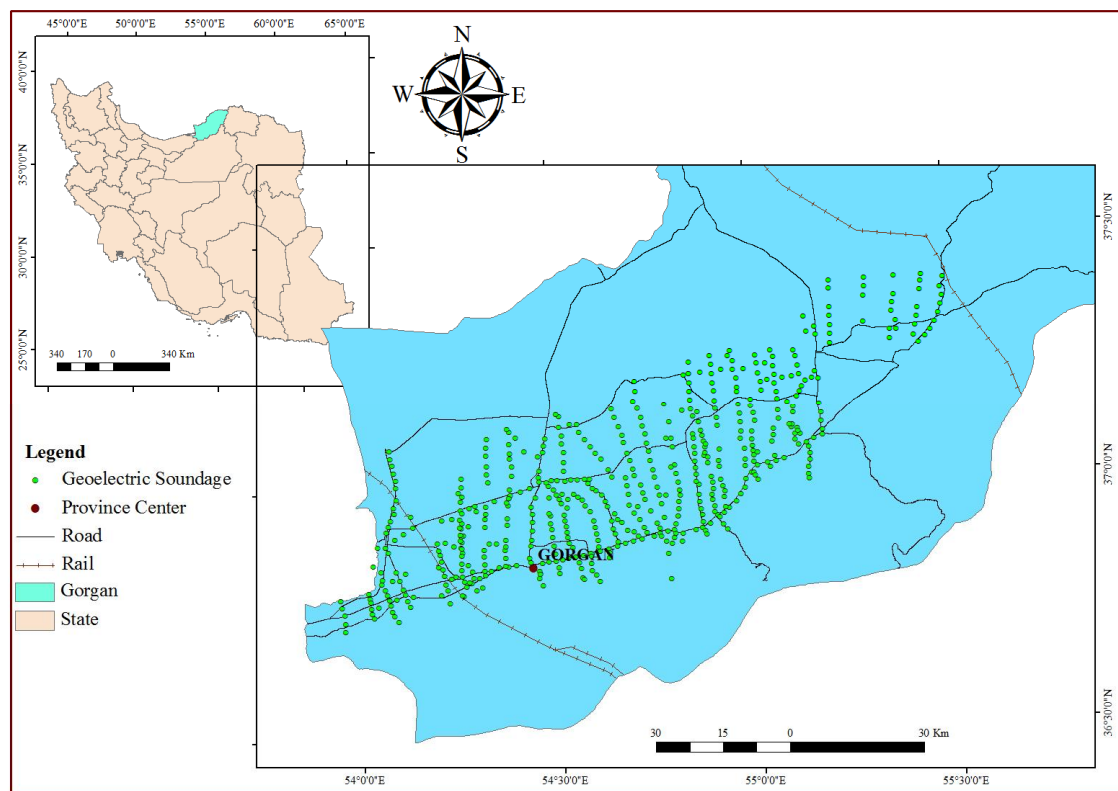 45°0'0"E 50°0'0"E 55°0'0"E 60°0'0"E 65°0'0"E
N
W E
S
40°0'0"N
35°0'0"N
30°0'0"N
25°0'0"N
340 170 0 340 Km
37°30'0"N
37°0'0"N
36°30'0"N
Legend
Geoelectric Soundage
Province Center
Road
Rail
Gorgan
State
GORGAN
30 15 0 30 Km
54°0'0"E 54°30'0"E 55°0'0"E 55°30'0"E